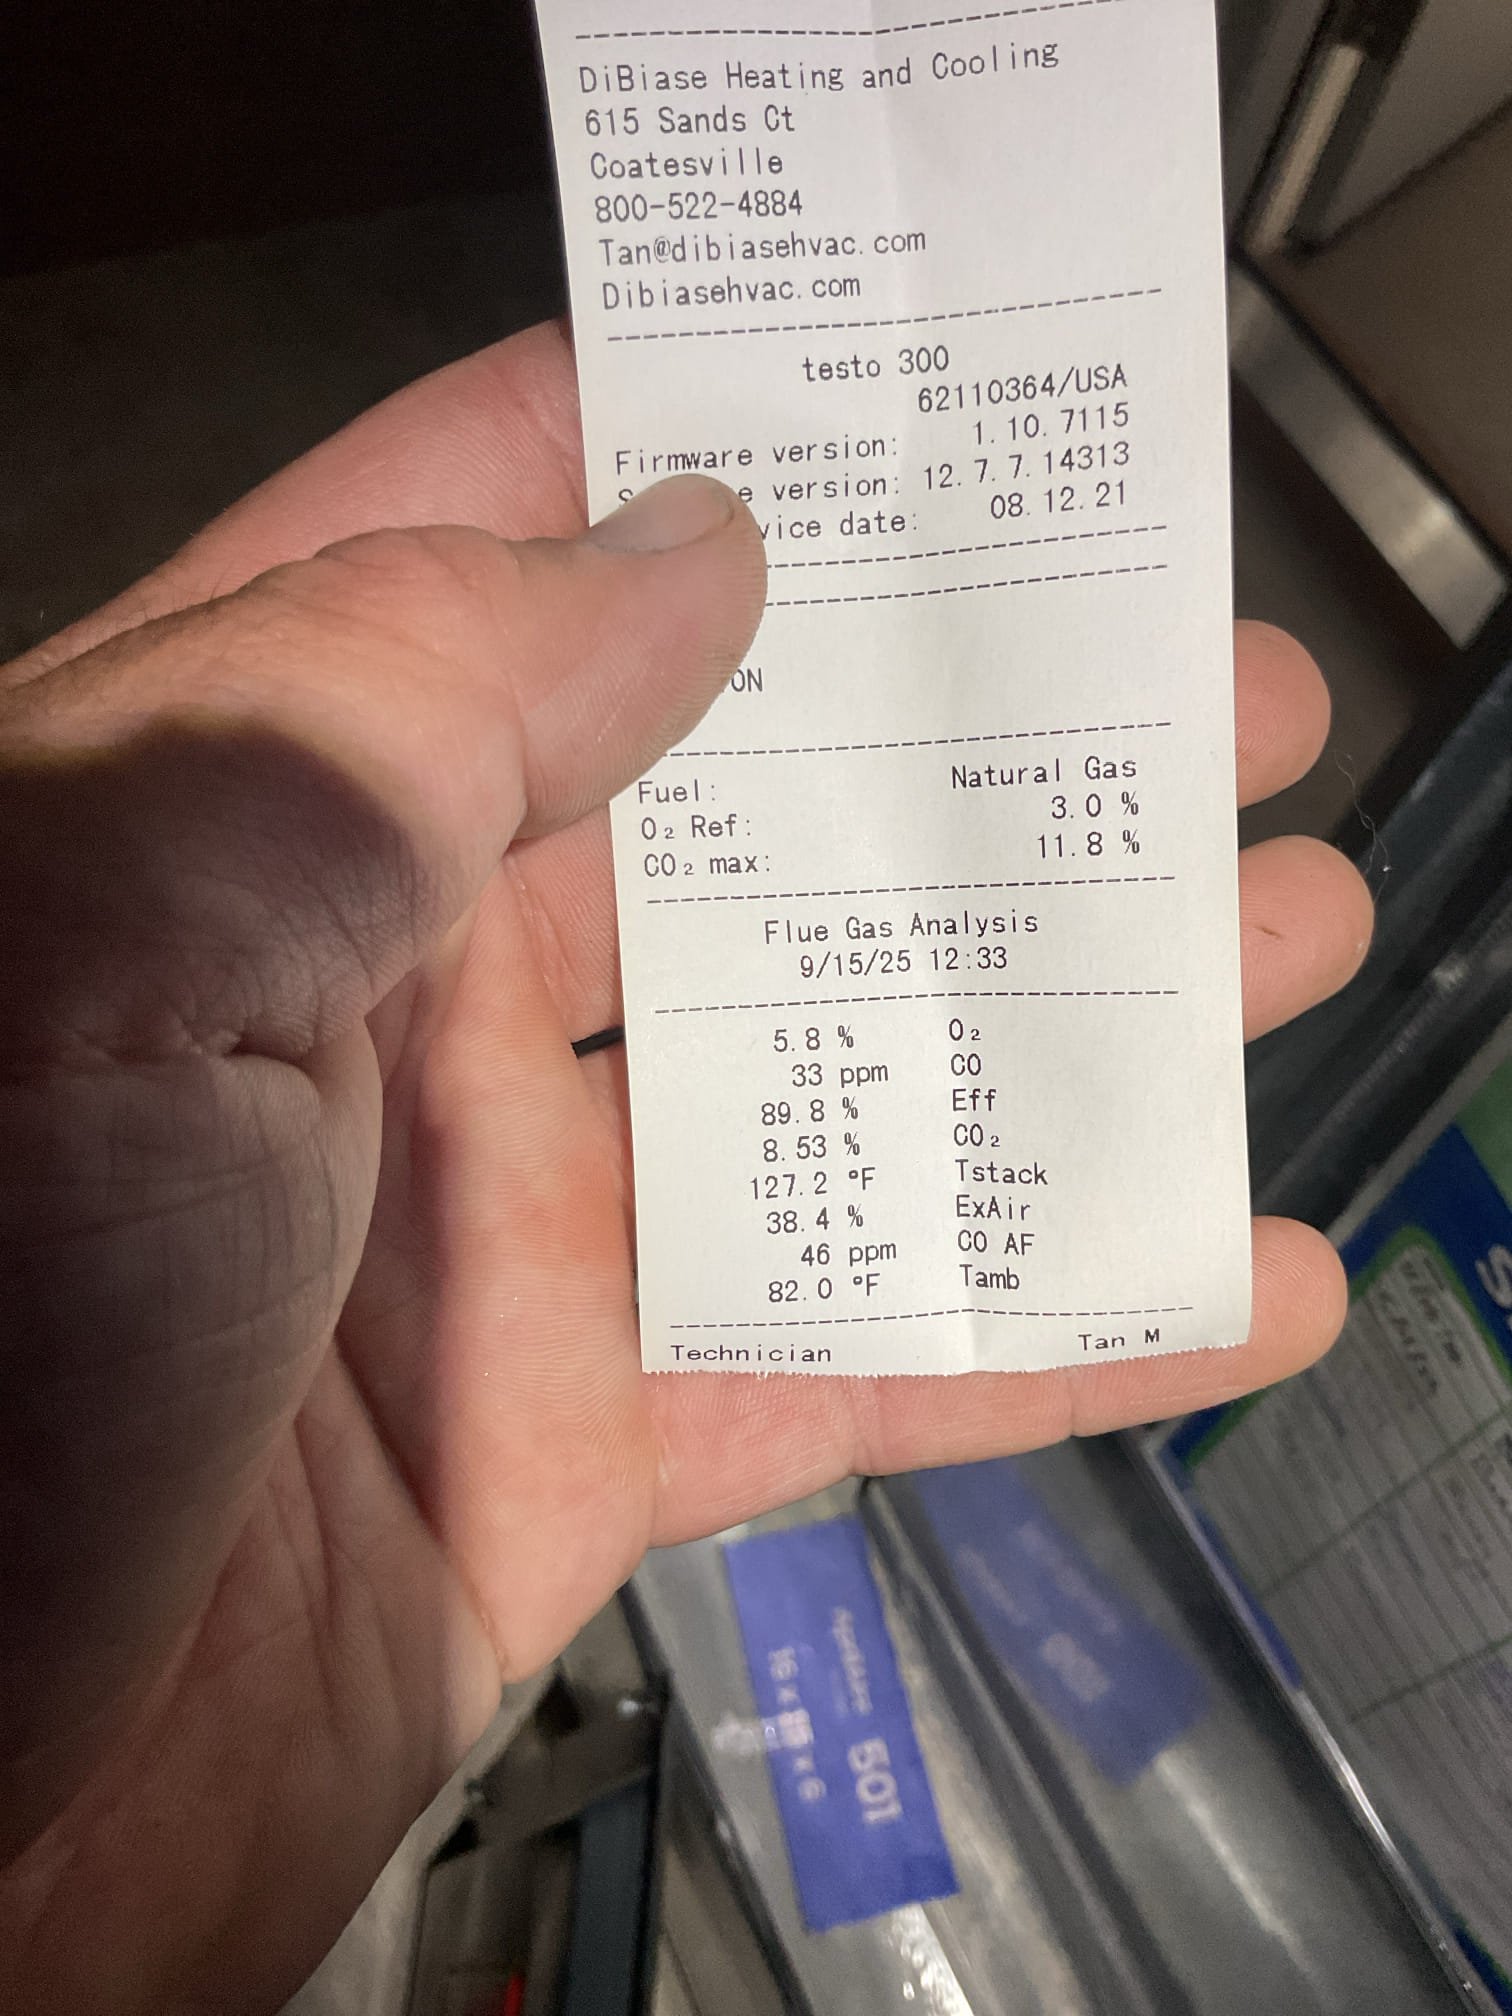 DiBiase Heating and Cooling
615 Sands Ct
Coatesville
800-522-4884
Tan@dibiasehvac.com
Dibiasehvac.com
testo 300
62110364/USA
Firmware version: 1.10.7115
version: 12.7.7.14313
date: 08.12.21
Fuel: Natural Gas
O₂ Ref: 3.0 %
CO₂ max: 11.8 %
Flue Gas Analysis
9/15/25 12:33
5.8 % O₂
33 ppm CO
89.8 % Eff
8.53 % CO₂
127.2 °F Tstack
38.4 % ExAir
46 ppm CO AF
82.0 °F Tamb
Technician Tan M
501